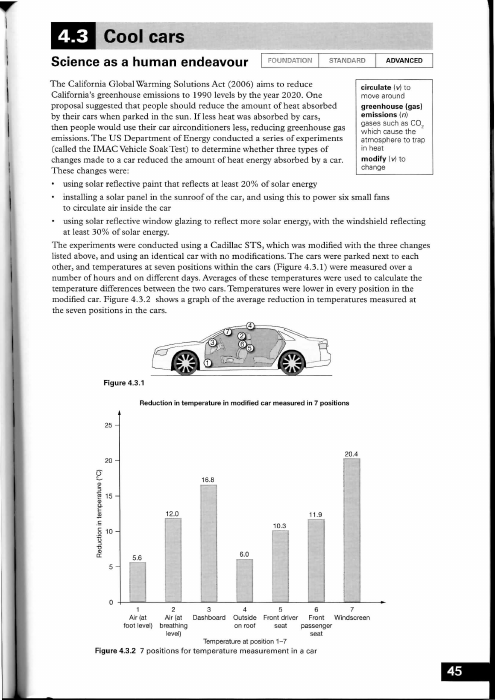 4.3 Cool cars
Science as a human endeavour
FOUNDATION STANDARD ADVANCED
The California Global Warming Solutions Act (2006) aims to reduce
California's greenhouse emissions to 1990 levels by the year 2020. One
proposal suggested that people should reduce the amount of heat absorbed
by their cars when parked in the sun. If less heat was absorbed by cars,
then people would use their car airconditioners less, reducing greenhouse gas
emissions. The US Department of Energy conducted a series of experiments
(called the IMAC Vehicle Soak Test) to determine whether three types of
changes made to a car reduced the amount of heat energy absorbed by a car.
These changes were:
• using solar reflective paint that reflects at least 20% of solar energy
• installing a solar panel in the sunroof of the car, and using this to power six small fans
to circulate air inside the car
• using solar reflective window glazing to reflect more solar energy, with the windshield reflecting
at least 30% of solar energy.
circulate (v) to
move around
greenhouse (gas)
emissions (n)
gases such as CO₂
which cause the
atmosphere to trap
in heat
modify (v) to
change
The experiments were conducted using a Cadillac STS, which was modified with the three changes
listed above, and using an identical car with no modifications. The cars were parked next to each
other, and temperatures at seven positions within the cars (Figure 4.3.1) were measured over a
number of hours and on different days. Averages of these temperatures were used to calculate the
temperature differences between the two cars. Temperatures were lower in every position in the
modified car. Figure 4.3.2 shows a graph of the average reduction in temperatures measured at
the seven positions in the cars.
4
7
2
3
6
5
1
Figure 4.3.1
Reduction in temperature in modified car measured in 7 positions
Reduction in temperature (°C)
25
20
15
10
5
0
5.6
12.0
16.8
6.0
10.3
11.9
20.4
1 2 3 4 5 6 7
Air (at Air (at Dashboard Outside Front driver Front Windscreen
foot level) breathing on roof seat passenger
level) seat
Temperature at position 1–7
Figure 4.3.2 7 positions for temperature measurement in a car
45